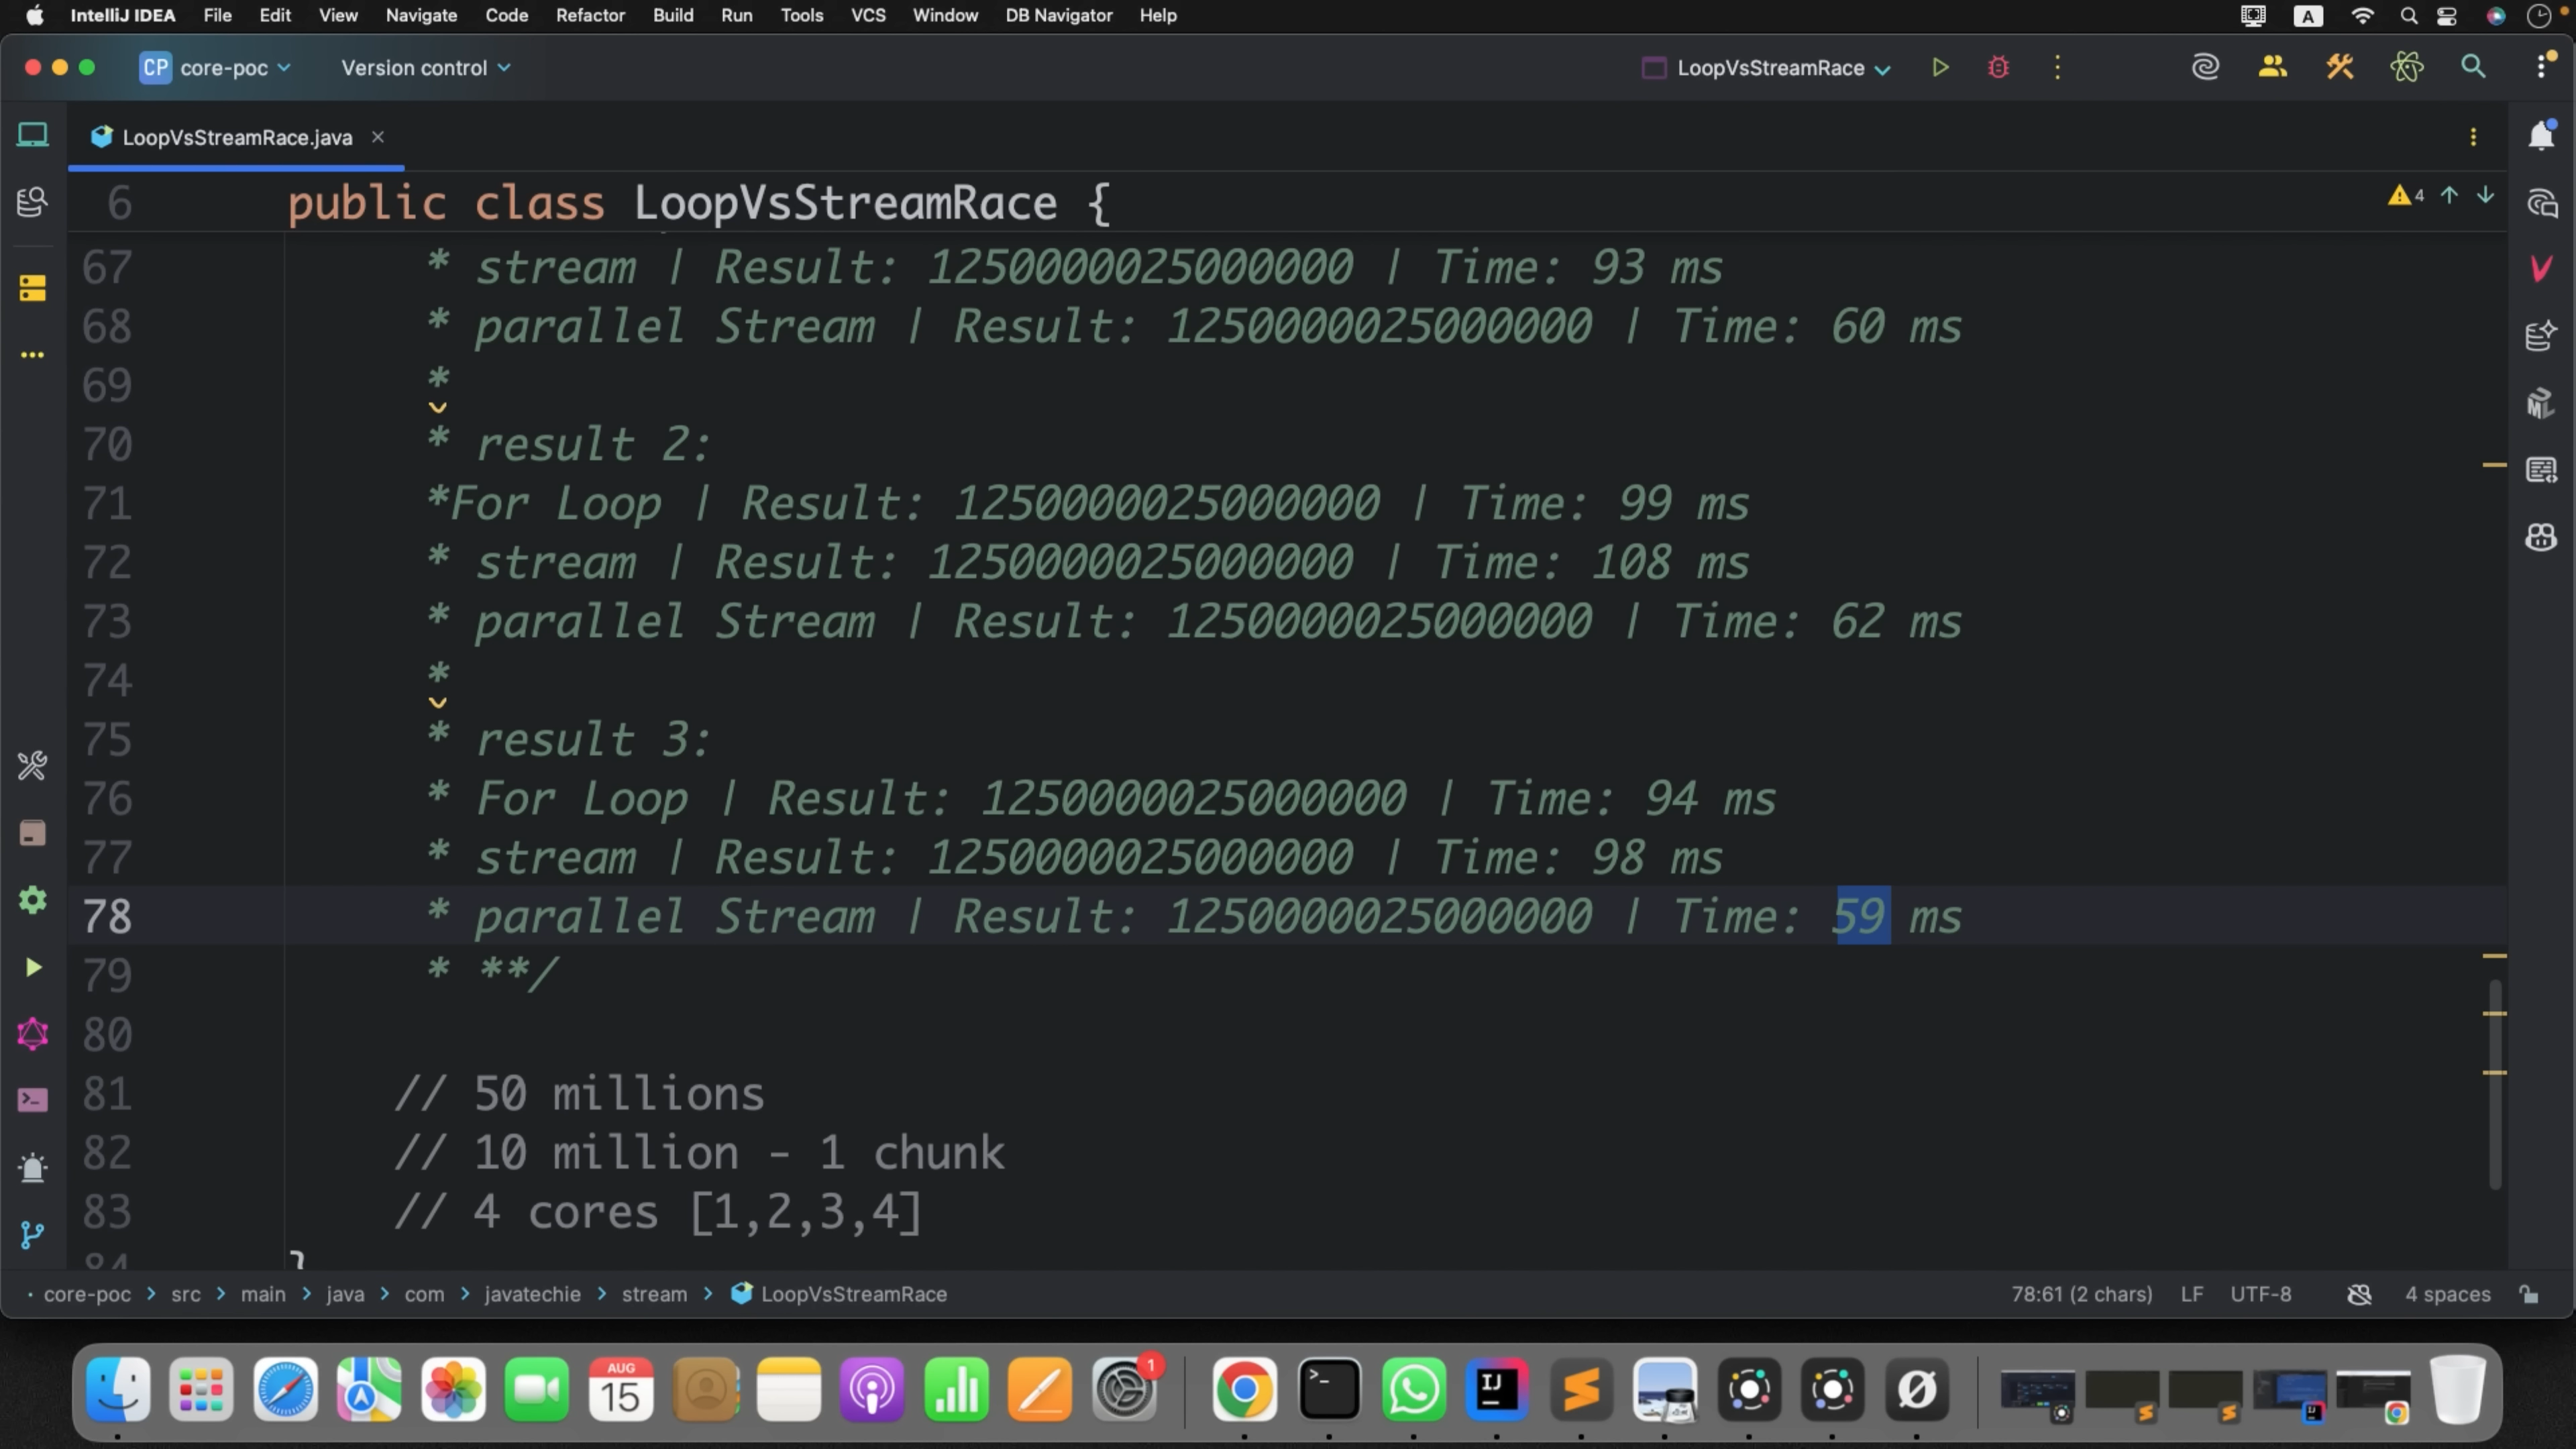 IntelliJ IDEA File Edit View Navigate Code Refactor Build Run Tools VCS Window DB Navigator Help A
CP core-poc Version control LoopVsStreamRace
LoopVsStreamRace.java
6 public class LoopVsStreamRace { 4
67 * stream | Result: 1250000025000000 | Time: 93 ms
68 * parallel Stream | Result: 1250000025000000 | Time: 60 ms
69 *
70 * result 2:
71 *For Loop | Result: 1250000025000000 | Time: 99 ms
72 * stream | Result: 1250000025000000 | Time: 108 ms
73 * parallel Stream | Result: 1250000025000000 | Time: 62 ms
74 *
75 * result 3:
76 * For Loop | Result: 1250000025000000 | Time: 94 ms
77 * stream | Result: 1250000025000000 | Time: 98 ms
78 * parallel Stream | Result: 1250000025000000 | Time: 59 ms
79 * **/
80
81 // 50 millions
82 // 10 million - 1 chunk
83 // 4 cores [1,2,3,4]
84 }
core-poc > src > main > java > com > javatechie > stream > LoopVsStreamRace 78:61 (2 chars) LF UTF-8 4 spaces
AUG
15
1
IJ